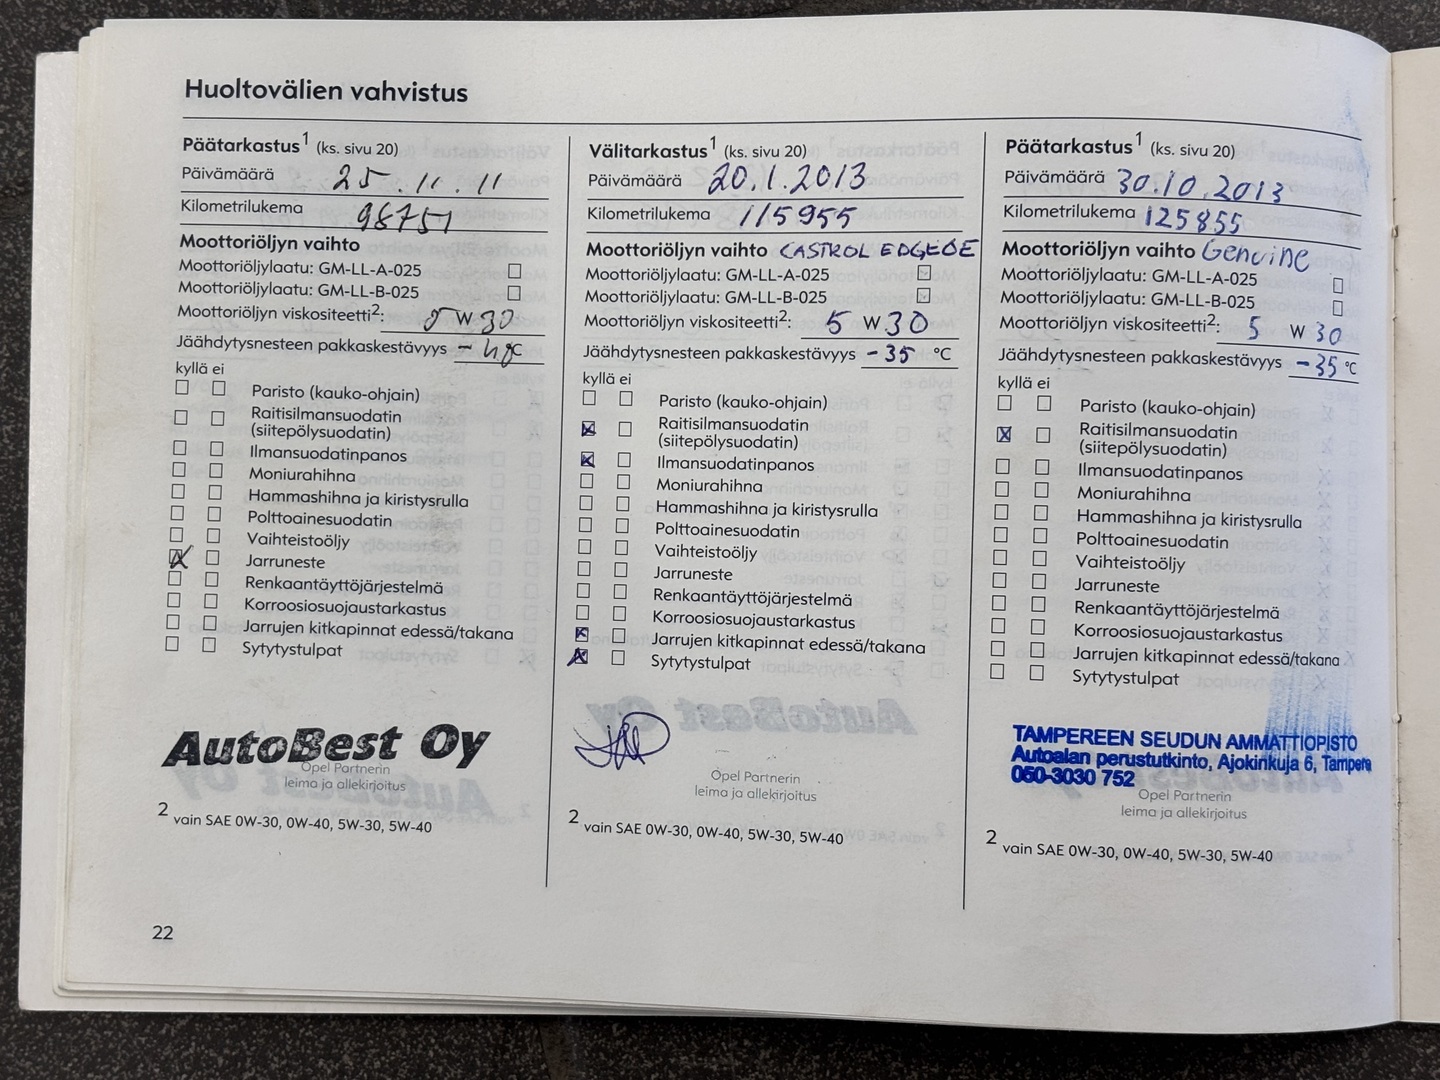 Huoltovälien vahvistus
Päätarkastus1 (ks. sivu 20)
Päivämäärä 25.11.11
Kilometrilukema 98751
Moottoriöljyn vaihto
Moottoriöljylaatu: GM-LL-A-025
Moottoriöljylaatu: GM-LL-B-025
Moottoriöljyn viskositeetti2: 5 W 30
Jäähdytysnesteen pakkaskestävyys -40 °C
kyllä ei
Paristo (kauko-ohjain)
Raitisilmansuodatin
(siitepölysuodatin)
Ilmansuodatinpanos
Moniurahihna
Hammashihna ja kiristysrulla
Polttoainesuodatin
Vaihteistoöljy
Jarruneste
Renkaantäyttöjärjestelmä
Korroosiosuojaustarkastus
Jarrujen kitkapinnat edessä/takana
Sytytystulpat
AutoBest Oy
Opel Partnerin
leima ja allekirjoitus
2 vain SAE 0W-30, 0W-40, 5W-30, 5W-40
Välitarkastus1 (ks. sivu 20)
Päivämäärä 20.1.2013
Kilometrilukema 115955
Moottoriöljyn vaihto CASTROL EDGE
Moottoriöljylaatu: GM-LL-A-025
Moottoriöljylaatu: GM-LL-B-025
Moottoriöljyn viskositeetti2: 5 W 30
Jäähdytysnesteen pakkaskestävyys -35 °C
kyllä ei
Paristo (kauko-ohjain)
Raitisilmansuodatin
(siitepölysuodatin)
Ilmansuodatinpanos
Moniurahihna
Hammashihna ja kiristysrulla
Polttoainesuodatin
Vaihteistoöljy
Jarruneste
Renkaantäyttöjärjestelmä
Korroosiosuojaustarkastus
Jarrujen kitkapinnat edessä/takana
Sytytystulpat
Opel Partnerin
leima ja allekirjoitus
2 vain SAE 0W-30, 0W-40, 5W-30, 5W-40
Päätarkastus1 (ks. sivu 20)
Päivämäärä 30.10.2013
Kilometrilukema 125855
Moottoriöljyn vaihto Genuine
Moottoriöljylaatu: GM-LL-A-025
Moottoriöljylaatu: GM-LL-B-025
Moottoriöljyn viskositeetti2: 5 W 30
Jäähdytysnesteen pakkaskestävyys -35 °C
kyllä ei
Paristo (kauko-ohjain)
Raitisilmansuodatin
(siitepölysuodatin)
Ilmansuodatinpanos
Moniurahihna
Hammashihna ja kiristysrulla
Polttoainesuodatin
Vaihteistoöljy
Jarruneste
Renkaantäyttöjärjestelmä
Korroosiosuojaustarkastus
Jarrujen kitkapinnat edessä/takana
Sytytystulpat
TAMPEREEN SEUDUN AMMATTIOPISTO
Autoalan perustutkinto, Ajokinkuja 6, Tampere
050-3030 752
Opel Partnerin
leima ja allekirjoitus
2 vain SAE 0W-30, 0W-40, 5W-30, 5W-40
22